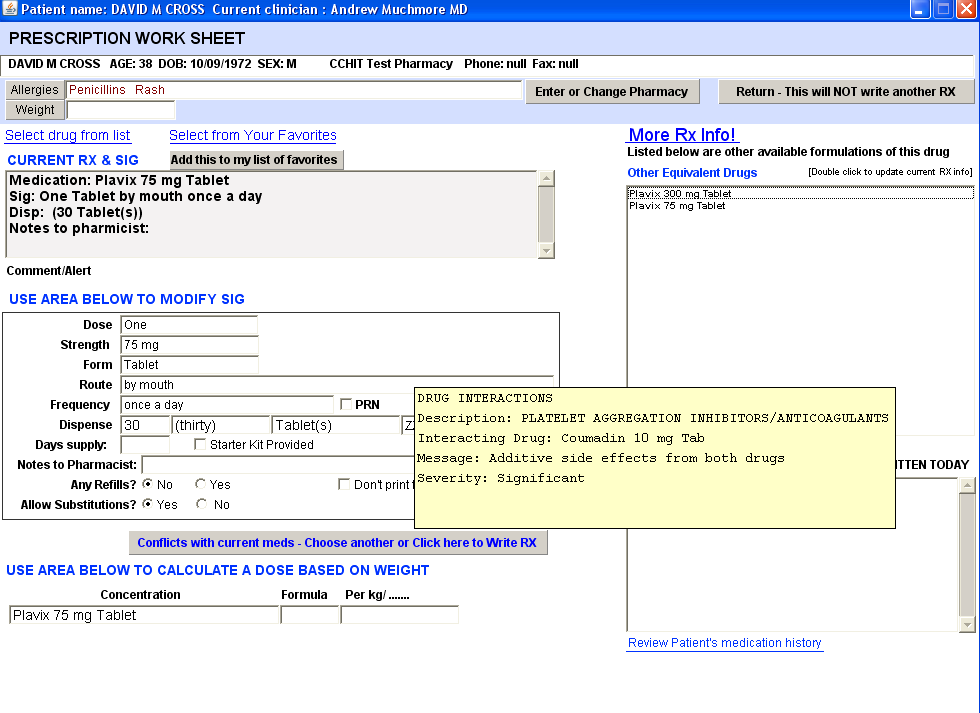 Patient name: DAVID M CROSS Current clinician : Andrew Muchmore MD
PRESCRIPTION WORK SHEET
DAVID M CROSS AGE: 38 DOB: 10/09/1972 SEX: M CCHIT Test Pharmacy Phone: null Fax: null
Allergies Penicillins Rash
Enter or Change Pharmacy
Return - This will NOT write another RX
Weight
Select drug from list
Select from Your Favorites
CURRENT RX & SIG
Add this to my list of favorites
Medication: Plavix 75 mg Tablet
Sig: One Tablet by mouth once a day
Disp: (30 Tablet(s))
Notes to pharmicist:
Comment/Alert
More Rx Info!
Listed below are other available formulations of this drug
Other Equivalent Drugs
[Double click to update current RX info]
Plavix 300 mg Tablet
Plavix 75 mg Tablet
USE AREA BELOW TO MODIFY SIG
Dose One
Strength 75 mg
Form Tablet
Route by mouth
Frequency once a day PRN
Dispense 30 (thirty) Tablet(s)
Days supply: Starter Kit Provided
Notes to Pharmacist:
Any Refills? No Yes Don't print
Allow Substitutions? Yes No
DRUG INTERACTIONS
Description: PLATELET AGGREGATION INHIBITORS/ANTICOAGULANTS
Interacting Drug: Coumadin 10 mg Tab
Message: Additive side effects from both drugs
Severity: Significant
TODAY
Conflicts with current meds - Choose another or Click here to Write RX
USE AREA BELOW TO CALCULATE A DOSE BASED ON WEIGHT
Concentration Formula Per kg/ .......
Plavix 75 mg Tablet
Review Patient's medication history